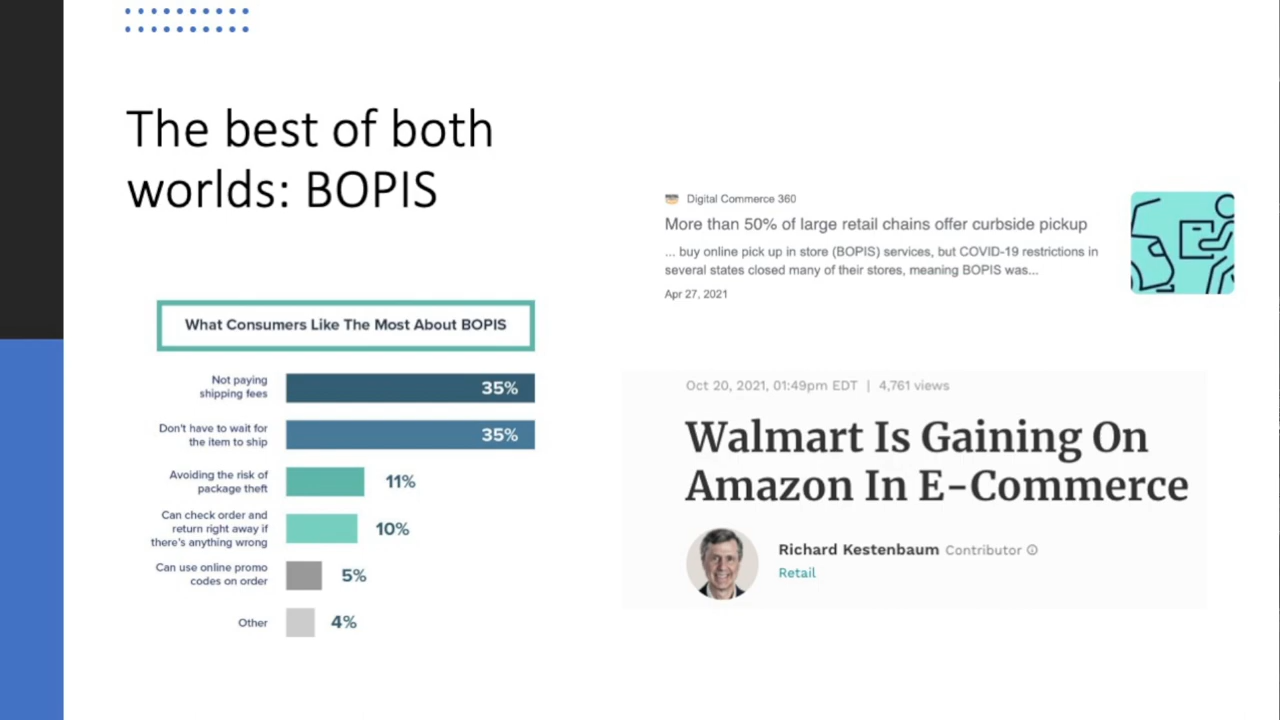 The best of both
worlds: BOPIS
What Consumers Like The Most About BOPIS
Not paying
shipping fees
35%
Don't have to wait for
the item to ship
35%
Avoiding the risk of
package theft
11%
Can check order and
return right away if
there's anything wrong
10%
Can use online promo
codes on order
5%
Other
4%
Digital Commerce 360
More than 50% of large retail chains offer curbside pickup
... buy online pick up in store (BOPIS) services, but COVID-19 restrictions in
several states closed many of their stores, meaning BOPIS was...
Apr 27, 2021
Oct 20, 2021, 01:49pm EDT | 4,761 views
Walmart Is Gaining On
Amazon In E-Commerce
Richard Kestenbaum Contributor
Retail